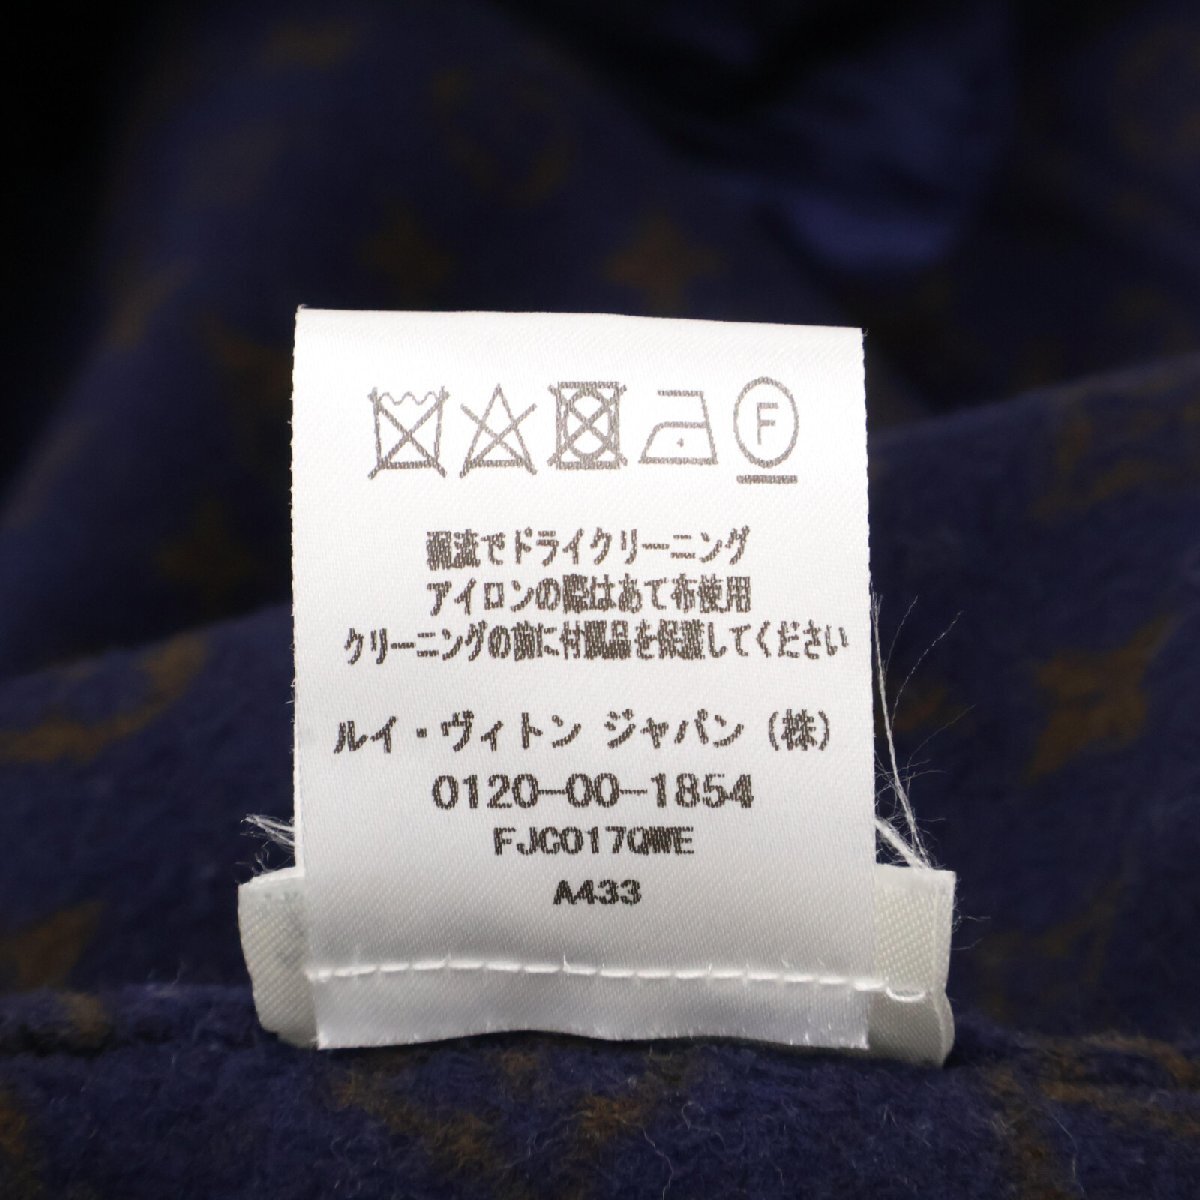 F
弱流でドライクリーニング
アイロンの際はあて布使用
クリーニングの前に付属品を保護してください
ルイ・ヴィトン ジャパン (株)
0120-00-1854
FJCO17QWE
A433